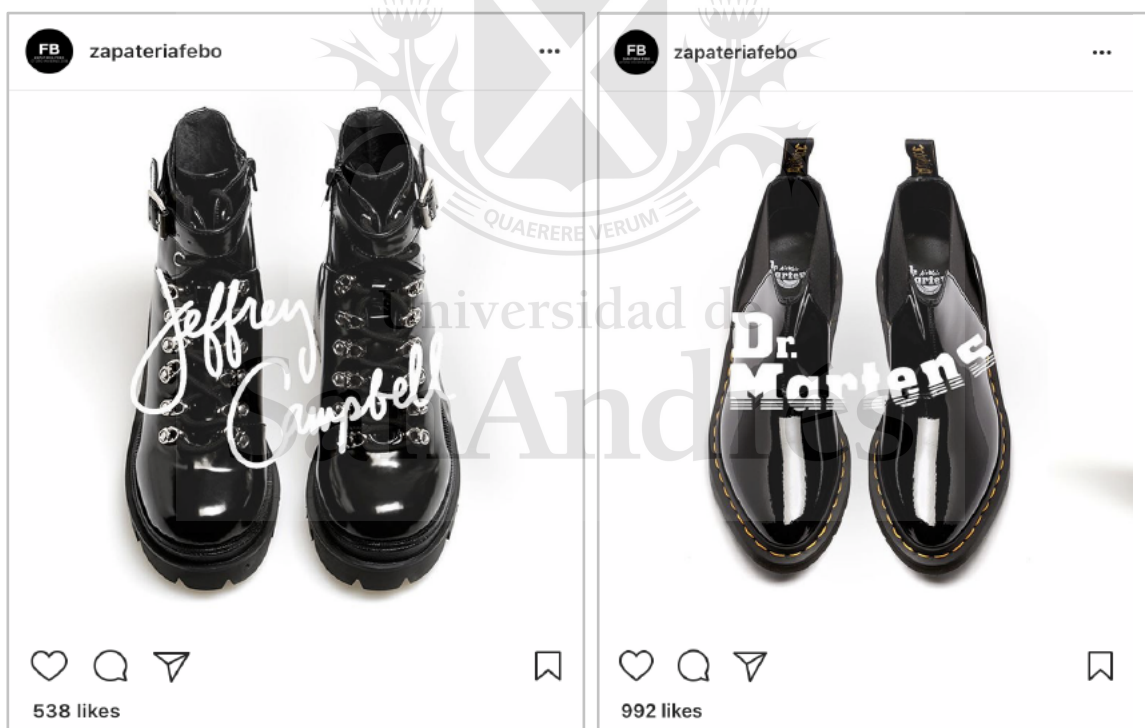 FB
zapateriafebo
Jeffrey
Campbell
538 likes
FB
zapateriafebo
Dr.
Martens
992 likes
QUAERERE VERUM
Universidad de
San Andrés